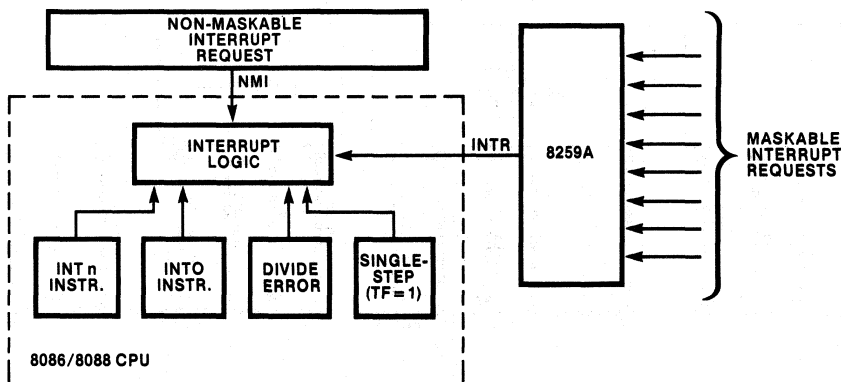 NON-MASKABLE
INTERRUPT
REQUEST
NMI
INTERRUPT
LOGIC
INTR
8259A
MASKABLE
INTERRUPT
REQUESTS
INT n
INSTR.
INTO
INSTR.
DIVIDE
ERROR
SINGLE-
STEP
(TF = 1)
8086/8088 CPU